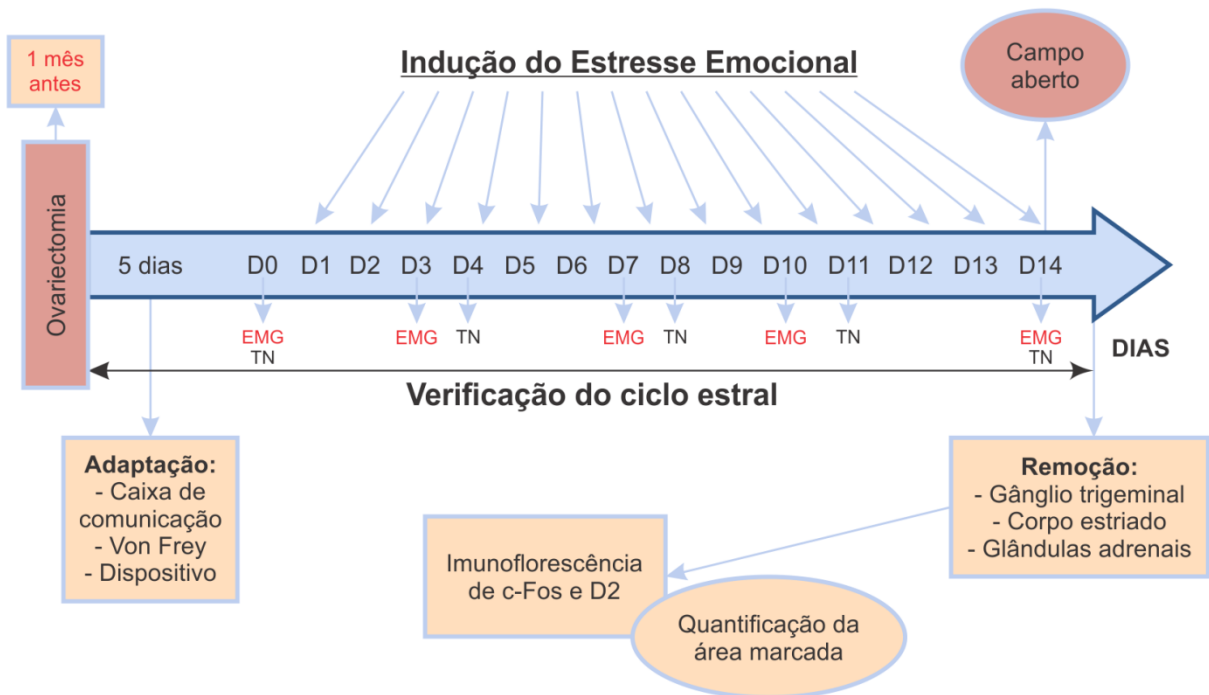 1 mês
antes
Indução do Estresse Emocional
Campo
aberto
Ovariectomia
5 dias D0 D1 D2 D3 D4 D5 D6 D7 D8 D9 D10 D11 D12 D13 D14
EMG EMG TN EMG TN EMG TN EMG
TN TN
DIAS
Verificação do ciclo estral
Adaptação:
- Caixa de
comunicação
- Von Frey
- Dispositivo
Remoção:
- Gânglio trigeminal
- Corpo estriado
- Glândulas adrenais
Imunoflorescência
de c-Fos e D2
Quantificação da
área marcada